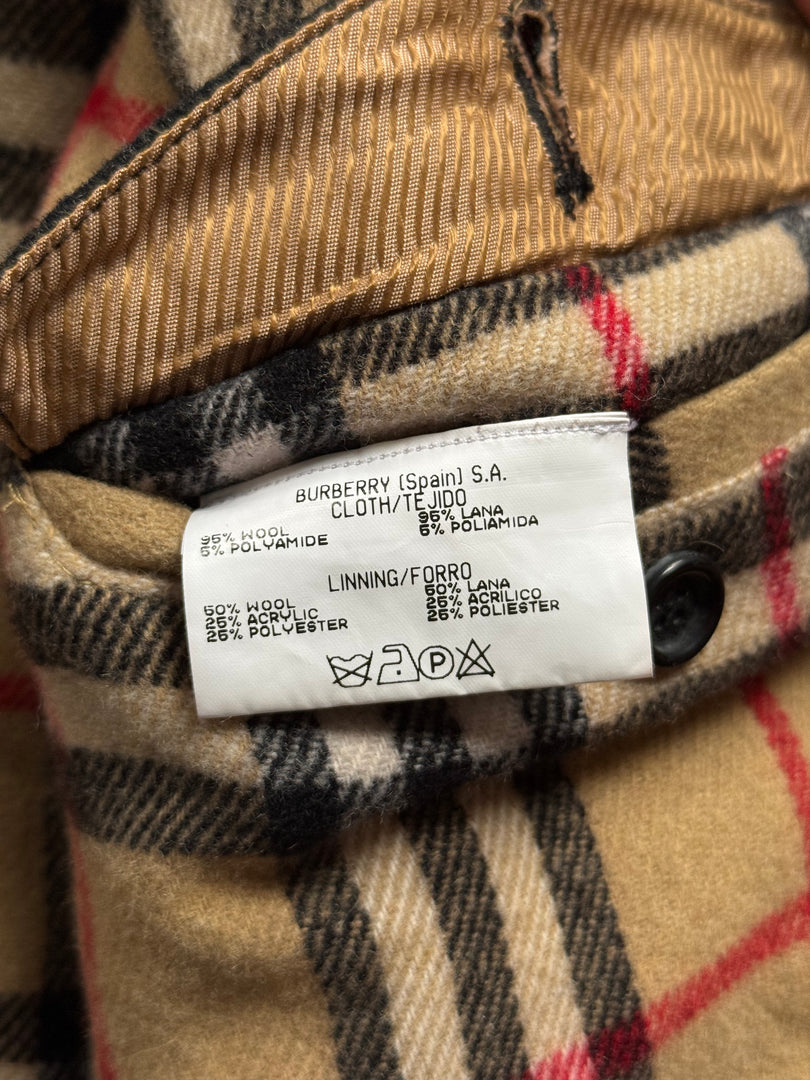 BURBERRY (Spain) S.A.
CLOTH/TEJIDO
95% WOOL
5% POLYAMIDE
95% LANA
5% POLIAMIDA
LINNING/FORRO
50% WOOL
25% ACRYLIC
25% POLYESTER
50% LANA
25% ACRILICO
25% POLIESTER
P